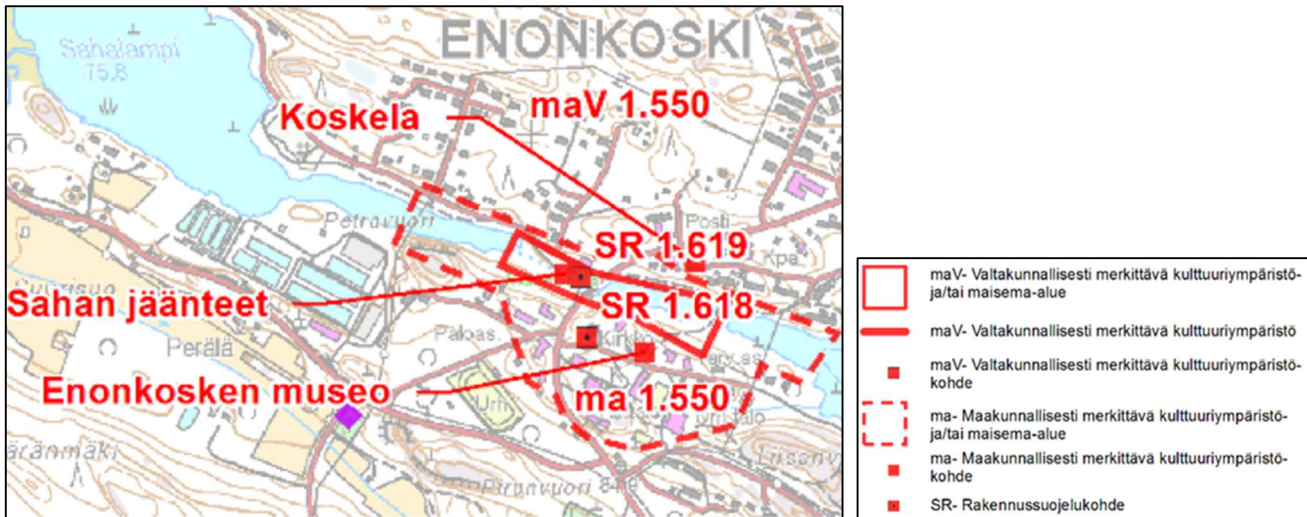 ENONKOSKI
Sahalampi
75.8
Koskela
maV 1.550
Petravuori
Posti
SR 1.619
Kpa
Sahan jäänteet
SR 1.618
Perälä
Paloas.
Enonkosken museo
Urh.
ma 1.550
Pirunvuori
maV- Valtakunnallisesti merkittävä kulttuuriympäristö-
ja/tai maisema-alue
maV- Valtakunnallisesti merkittävä kulttuuriympäristö
maV- Valtakunnallisesti merkittävä kulttuuriympäristö-
kohde
ma- Maakunnallisesti merkittävä kulttuuriympäristö-
ja/tai maisema-alue
ma- Maakunnallisesti merkittävä kulttuuriympäristö-
kohde
SR- Rakennussuojelukohde